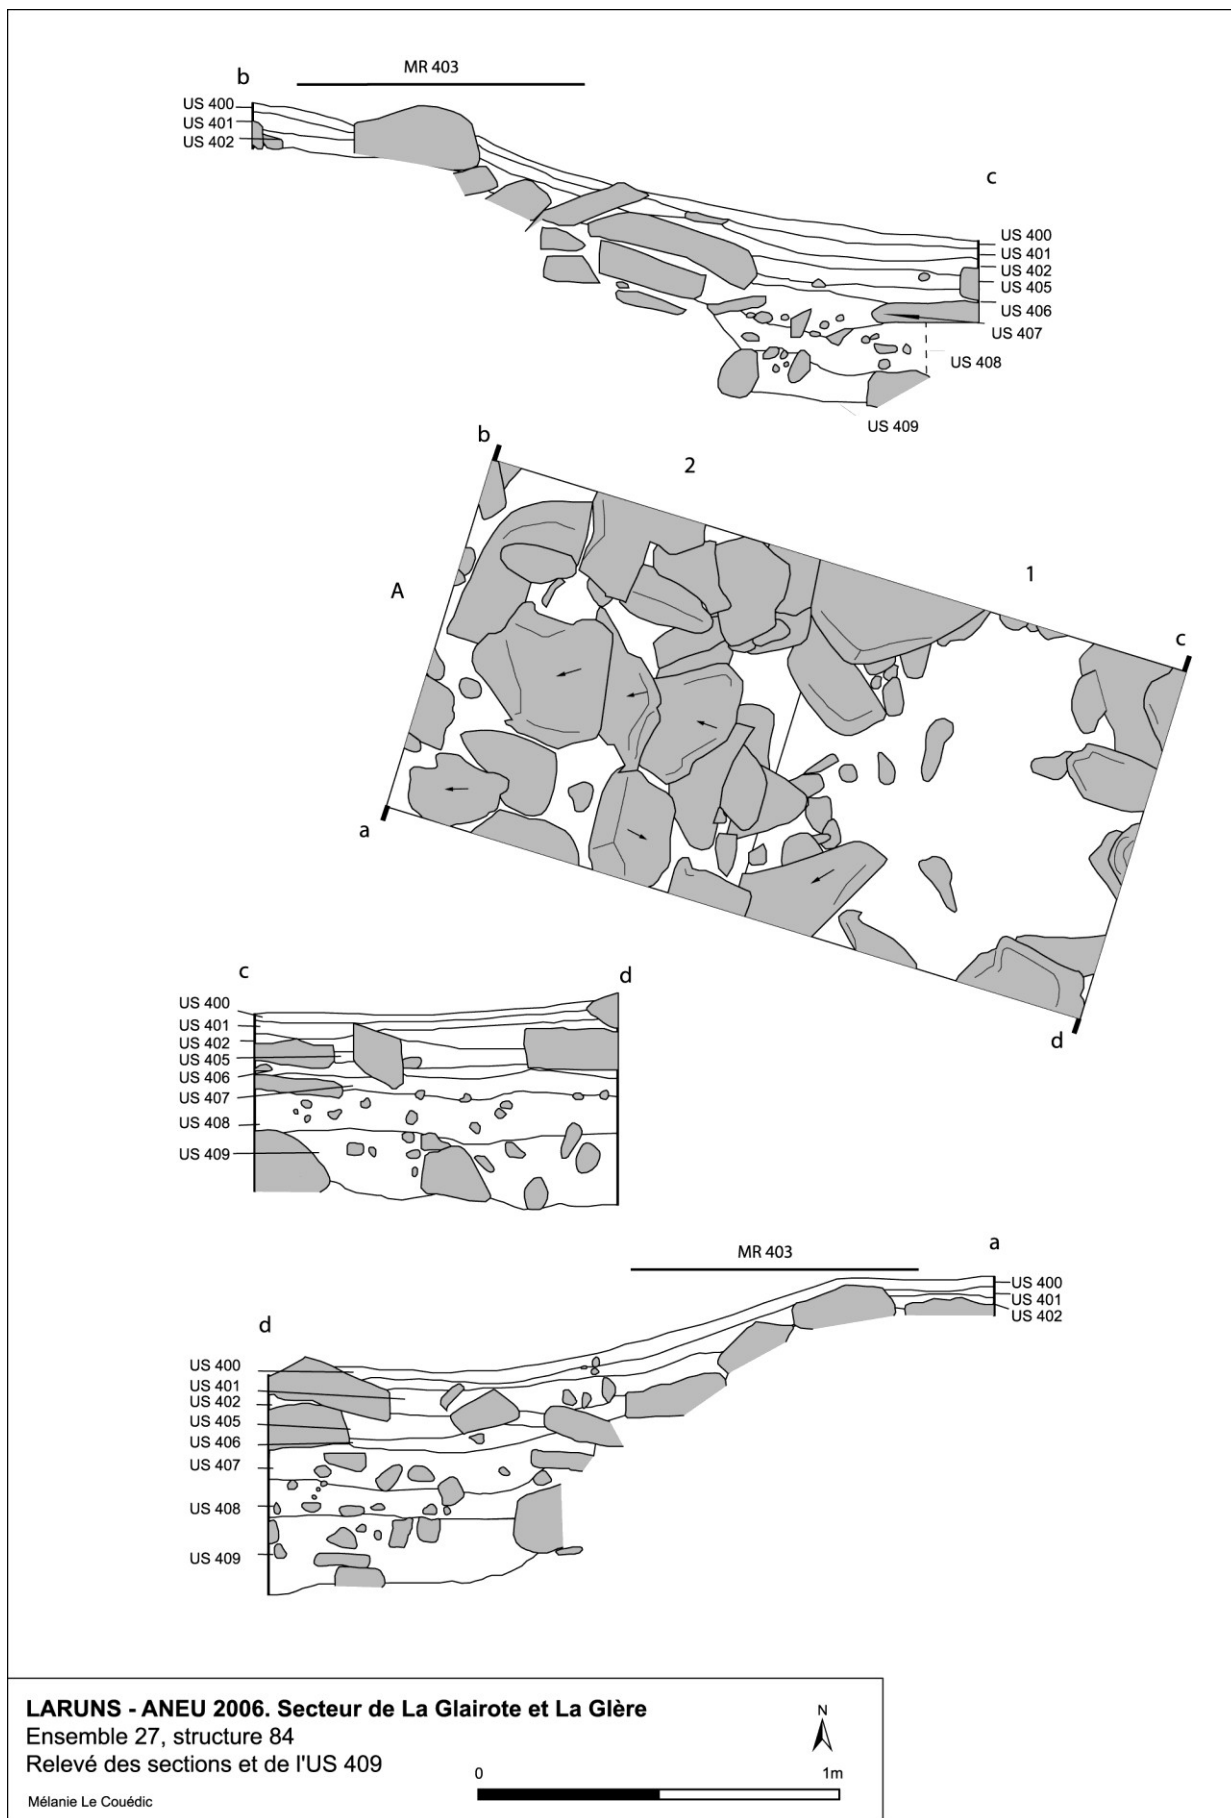 MR 403
b
US 400
US 401
US 402
c
US 400
US 401
US 402
US 405
US 406
US 407
US 408
US 409
b
2
1
A
c
a
d
c
d
US 400
US 401
US 402
US 405
US 406
US 407
US 408
US 409
MR 403
a
US 400
US 401
US 402
d
US 400
US 401
US 402
US 405
US 406
US 407
US 408
US 409
LARUNS - ANEU 2006. Secteur de La Glairote et La Glère
Ensemble 27, structure 84
Relevé des sections et de l'US 409
Mélanie Le Couédic
N
0 1m